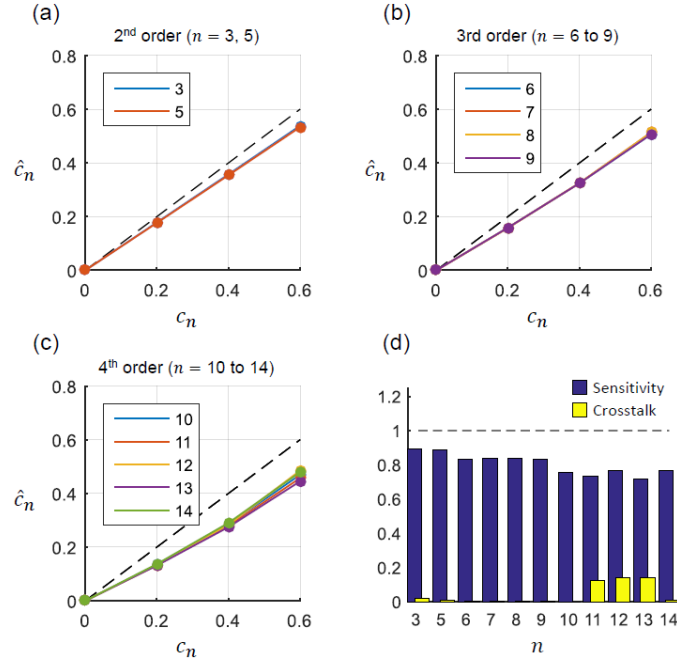 (a)
2nd order (n = 3, 5)
0.8
0.6
0.4
0.2
0
ĉn
3
5
0 0.2 0.4 0.6
cn
(b)
3rd order (n = 6 to 9)
0.8
0.6
0.4
0.2
0
ĉn
6
7
8
9
0 0.2 0.4 0.6
cn
(c)
4th order (n = 10 to 14)
0.8
0.6
0.4
0.2
0
ĉn
10
11
12
13
14
0 0.2 0.4 0.6
cn
(d)
Sensitivity
Crosstalk
1.2
1
0.8
0.6
0.4
0.2
0
3 5 6 7 8 9 10 11 12 13 14
n